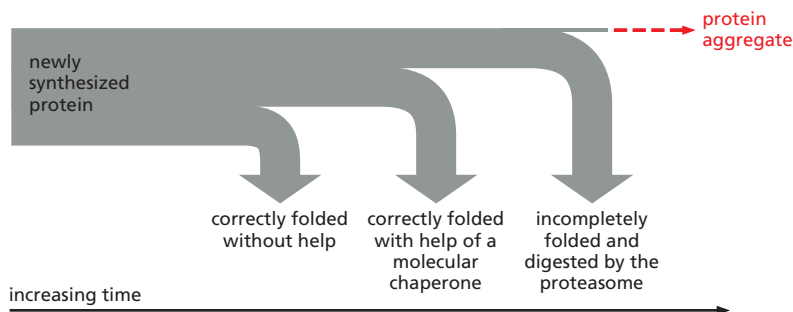 protein
aggregate
newly
synthesized
protein
correctly folded
without help
correctly folded
with help of a
molecular
chaperone
incompletely
folded and
digested by the
proteasome
increasing time